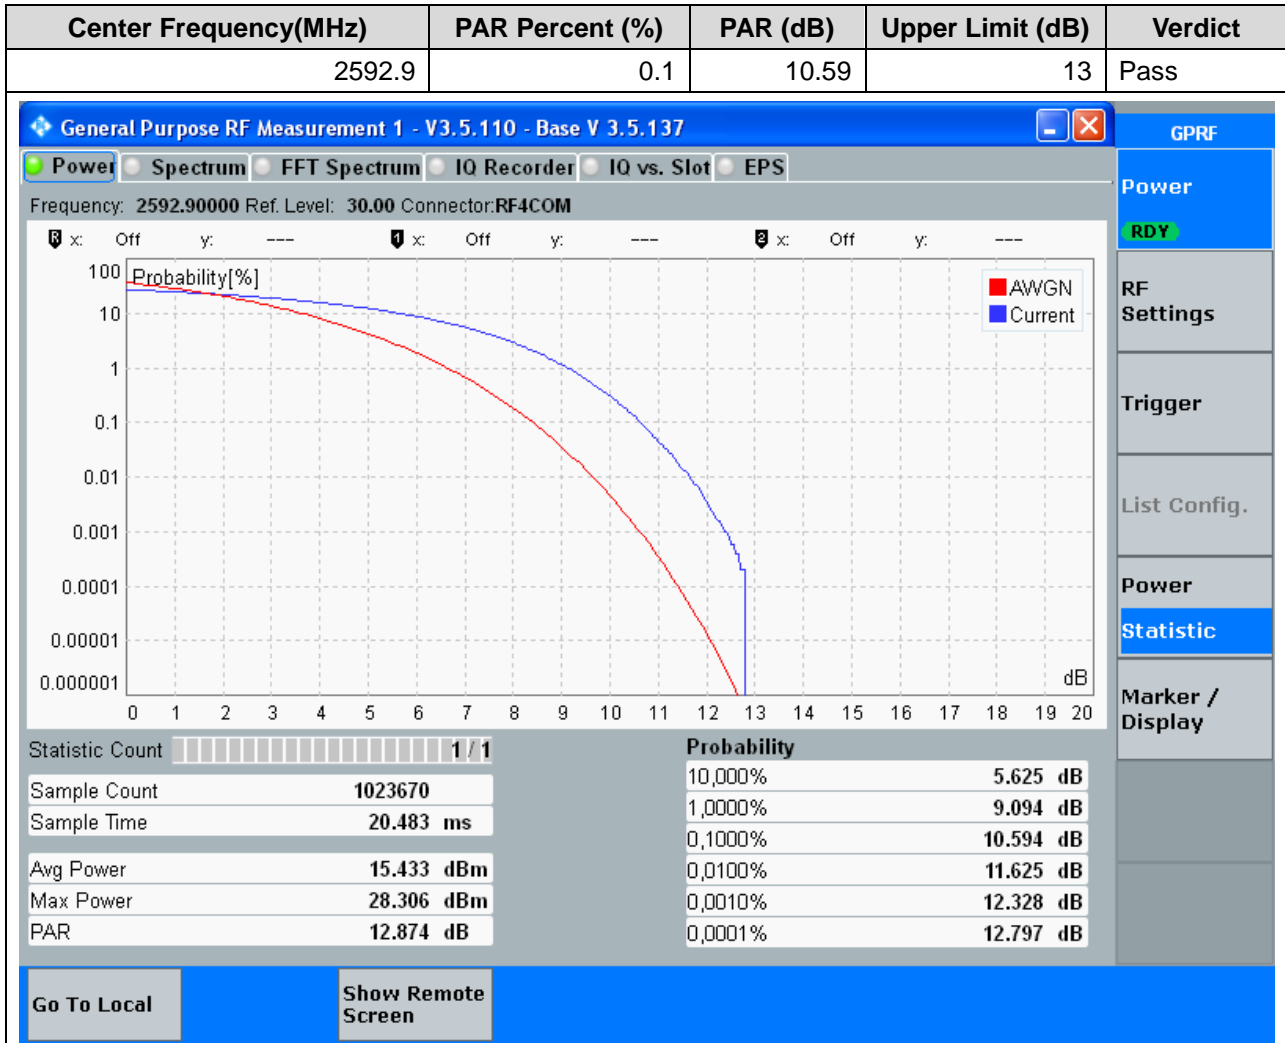 Center Frequency(MHz) PAR Percent (%) PAR (dB) Upper Limit (dB) Verdict
2592.9 0.1 10.59 13 Pass
General Purpose RF Measurement 1 - V3.5.110 - Base V 3.5.137
GPRF
Power Spectrum FFT Spectrum IQ Recorder IQ vs. Slot EPS
Frequency: 2592.90000 Ref. Level: 30.00 Connector:RF4COM
R x: Off y: --- 1 x: Off y: --- 2 x: Off y: ---
Probability[%]
AWGN
Current
100
10
1
0.1
0.01
0.001
0.0001
0.00001
0.000001
dB
0 1 2 3 4 5 6 7 8 9 10 11 12 13 14 15 16 17 18 19 20
Statistic Count 1 / 1
Sample Count 1023670
Sample Time 20.483 ms
Avg Power 15.433 dBm
Max Power 28.306 dBm
PAR 12.874 dB
Probability
10,000% 5.625 dB
1,0000% 9.094 dB
0,1000% 10.594 dB
0,0100% 11.625 dB
0,0010% 12.328 dB
0,0001% 12.797 dB
Power
RDY
RF
Settings
Trigger
List Config.
Power
Statistic
Marker /
Display
Go To Local
Show Remote
Screen